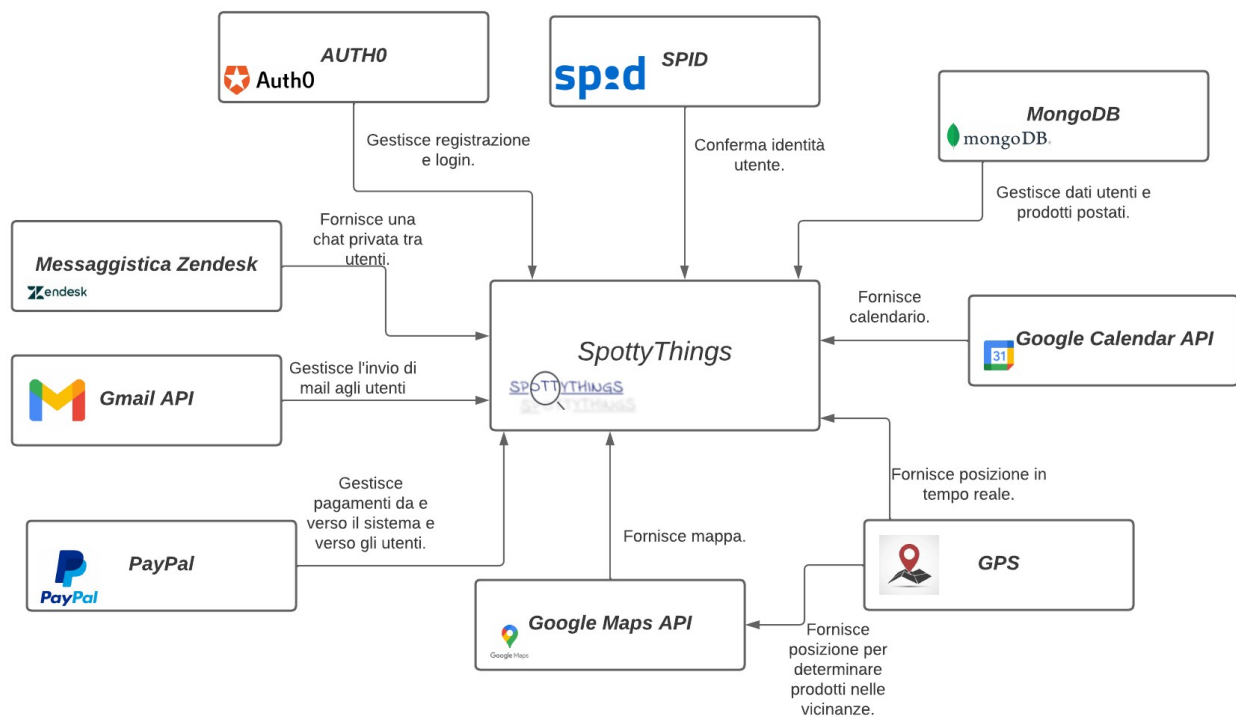 AUTH0
Auth0
SPID
spid
MongoDB
mongoDB.
Gestisce registrazione
e login.
Conferma identità
utente.
Gestisce dati utenti e
prodotti postati.
Messaggistica Zendesk
zendesk
Fornisce una
chat privata tra
utenti.
SpottyThings
SPOTTYTHINGS
SPOTTYTHINGS
Fornisce
calendario.
Google Calendar API
31
Gmail API
Gestisce l'invio di
mail agli utenti
PayPal
PayPal
Gestisce
pagamenti da e
verso il sistema e
verso gli utenti.
Fornisce mappa.
Fornisce posizione in
tempo reale.
GPS
Google Maps API
Google Maps
Fornisce
posizione per
determinare
prodotti nelle
vicinanze.